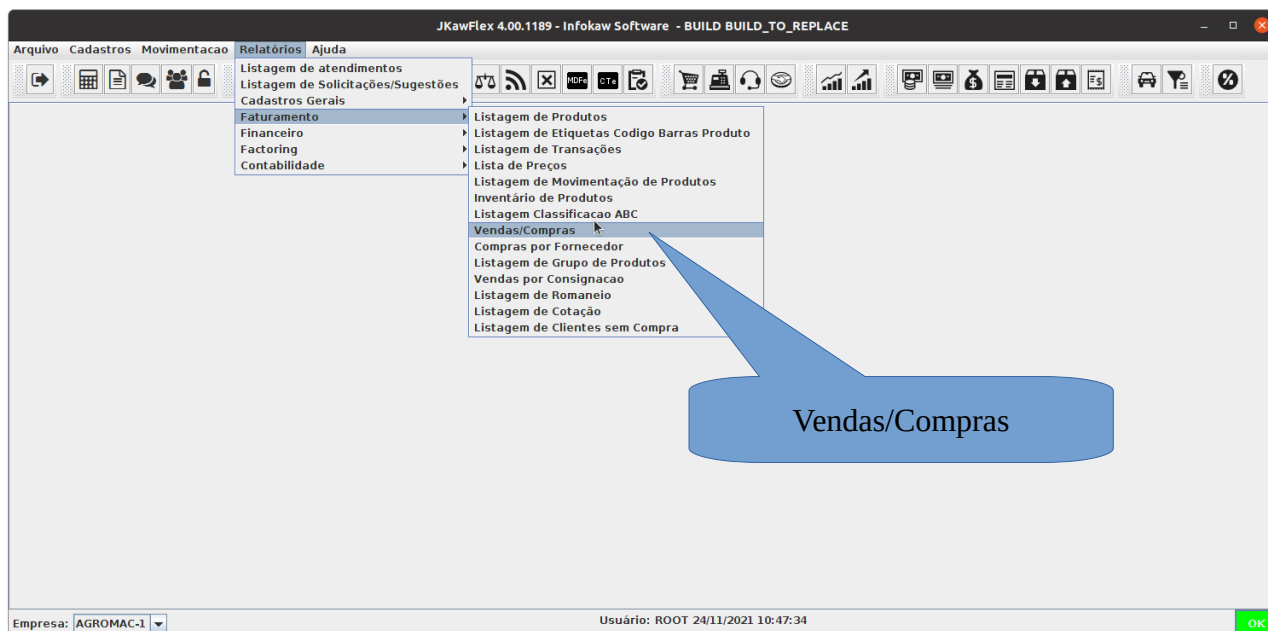 JKawFlex 4.00.1189 - Infokaw Software - BUILD BUILD_TO_REPLACE
Arquivo Cadastros Movimentacao Relatórios Ajuda
MDFe CTe
Listagem de atendimentos
Listagem de Solicitações/Sugestões
Cadastros Gerais
Faturamento
Financeiro
Factoring
Contabilidade
Listagem de Produtos
Listagem de Etiquetas Codigo Barras Produto
Listagem de Transações
Lista de Preços
Listagem de Movimentação de Produtos
Inventário de Produtos
Listagem Classificacao ABC
Vendas/Compras
Compras por Fornecedor
Listagem de Grupo de Produtos
Vendas por Consignacao
Listagem de Romaneio
Listagem de Cotação
Listagem de Clientes sem Compra
Vendas/Compras
Empresa: AGROMAC-1
Usuário: ROOT 24/11/2021 10:47:34
OK